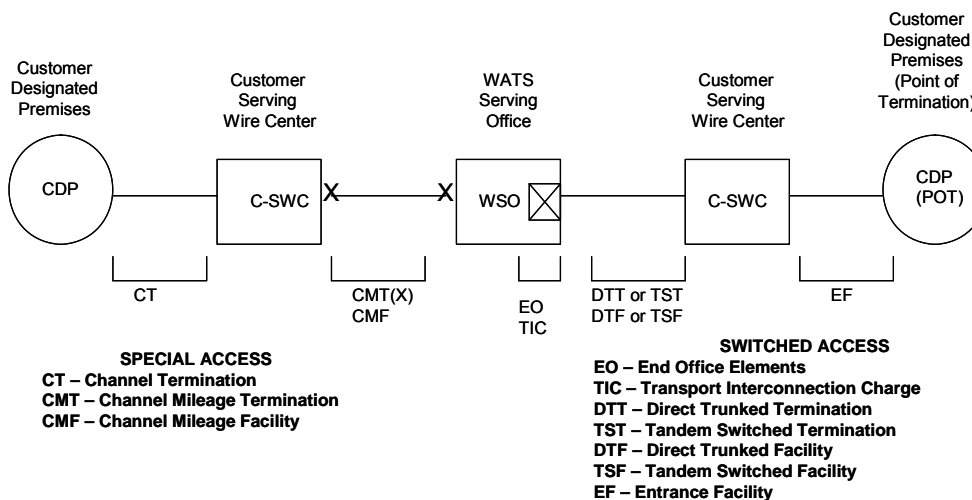 Customer
Designated
Premises
Customer
Serving
Wire Center
WATS
Serving
Office
Customer
Serving
Wire Center
Customer
Designated
Premises
(Point of
Termination)
CDP
C-SWC
X
X
WSO
C-SWC
CDP
(POT)
CT
CMT(X)
CMF
EO
TIC
DTT or TST
DTF or TSF
EF
SPECIAL ACCESS
CT – Channel Termination
CMT – Channel Mileage Termination
CMF – Channel Mileage Facility
SWITCHED ACCESS
EO – End Office Elements
TIC – Transport Interconnection Charge
DTT – Direct Trunked Termination
TST – Tandem Switched Termination
DTF – Direct Trunked Facility
TSF – Tandem Switched Facility
EF – Entrance Facility